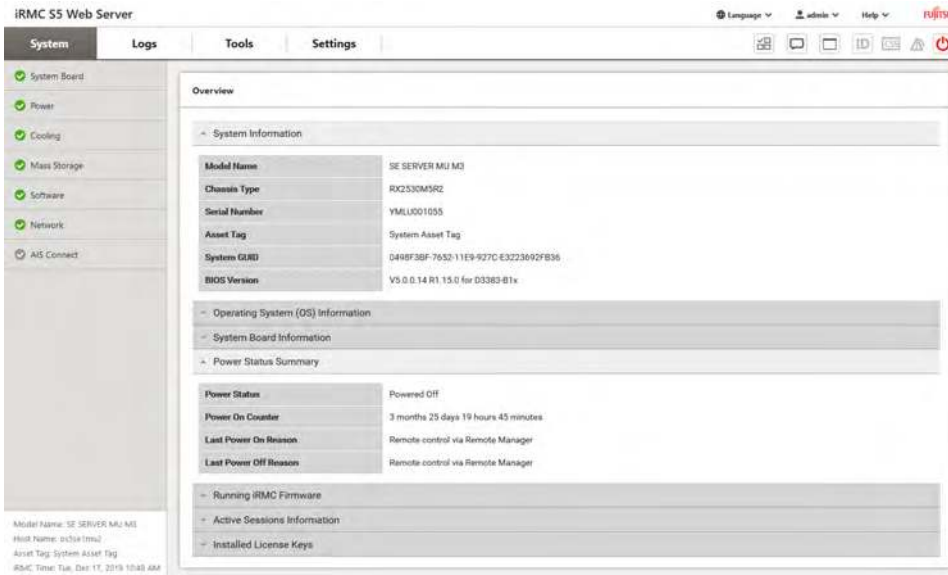 iRMC S5 Web Server
Language admin Help FUJITSU
System Logs Tools Settings
ID CSS
System Board
Power
Cooling
Mass Storage
Software
Network
AIS Connect
Overview
System Information
Model Name SE SERVER MU M3
Chassis Type RX2530M5R2
Serial Number YMLU001055
Asset Tag System Asset Tag
System GUID 0498F3BF-7652-11E9-927C-E3223692FB36
BIOS Version V5.0.0.14 R1.15.0 for D3383-B1x
Operating System (OS) Information
System Board Information
Power Status Summary
Power Status Powered Off
Power On Counter 3 months 25 days 19 hours 45 minutes
Last Power On Reason Remote control via Remote Manager
Last Power Off Reason Remote control via Remote Manager
Running iRMC Firmware
Active Sessions Information
Installed License Keys
Model Name: SE SERVER MU M3
Host Name:
Asset Tag: System Asset Tag
iRMC Time: Tue, Dec 17, 2019 10:48 AM